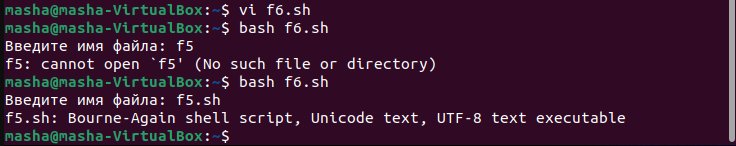 masha@masha-VirtualBox:~$ vi f6.sh
masha@masha-VirtualBox:~$ bash f6.sh
Введите имя файла: f5
f5: cannot open `f5' (No such file or directory)
masha@masha-VirtualBox:~$ bash f6.sh
Введите имя файла: f5.sh
f5.sh: Bourne-Again shell script, Unicode text, UTF-8 text executable
masha@masha-VirtualBox:~$